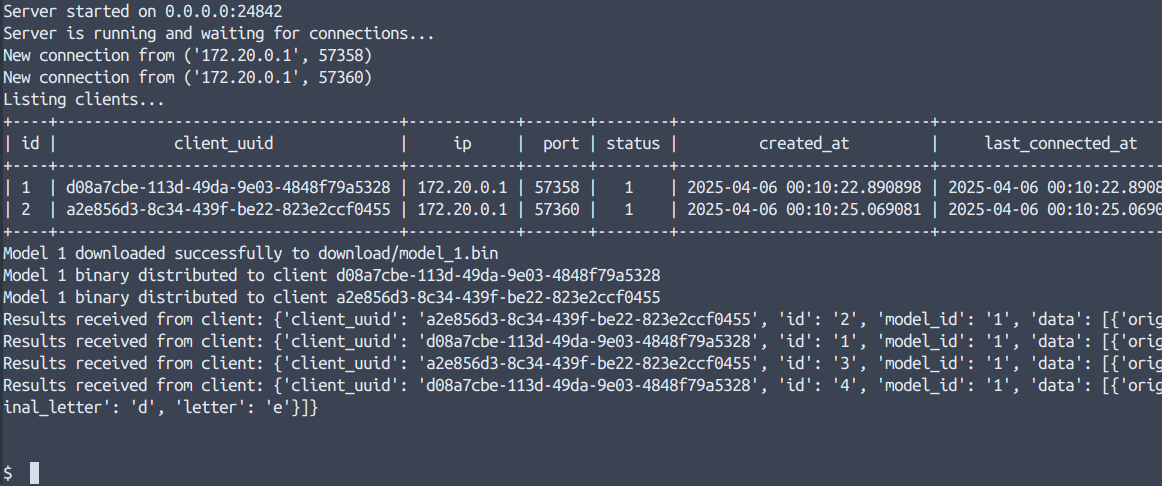 Server started on 0.0.0.0:24842
Server is running and waiting for connections...
New connection from ('172.20.0.1', 57358)
New connection from ('172.20.0.1', 57360)
Listing clients...
+----+--------------------------------------+------------+-------+--------+----------------------------+-------------------------
| id |             client_uuid              |     ip     |  port | status |         created_at         |     last_connected_at
+----+--------------------------------------+------------+-------+--------+----------------------------+-------------------------
| 1  | d08a7cbe-113d-49da-9e03-4848f79a5328 | 172.20.0.1 | 57358 |   1    | 2025-04-06 00:10:22.890898 | 2025-04-06 00:10:22.8908
| 2  | a2e856d3-8c34-439f-be22-823e2ccf0455 | 172.20.0.1 | 57360 |   1    | 2025-04-06 00:10:25.069081 | 2025-04-06 00:10:25.0690
+----+--------------------------------------+------------+-------+--------+----------------------------+-------------------------
Model 1 downloaded successfully to download/model_1.bin
Model 1 binary distributed to client d08a7cbe-113d-49da-9e03-4848f79a5328
Model 1 binary distributed to client a2e856d3-8c34-439f-be22-823e2ccf0455
Results received from client: {'client_uuid': 'a2e856d3-8c34-439f-be22-823e2ccf0455', 'id': '2', 'model_id': '1', 'data': [{'orig
Results received from client: {'client_uuid': 'd08a7cbe-113d-49da-9e03-4848f79a5328', 'id': '1', 'model_id': '1', 'data': [{'orig
Results received from client: {'client_uuid': 'a2e856d3-8c34-439f-be22-823e2ccf0455', 'id': '3', 'model_id': '1', 'data': [{'orig
Results received from client: {'client_uuid': 'd08a7cbe-113d-49da-9e03-4848f79a5328', 'id': '4', 'model_id': '1', 'data': [{'orig
inal_letter': 'd', 'letter': 'e'}]}
$